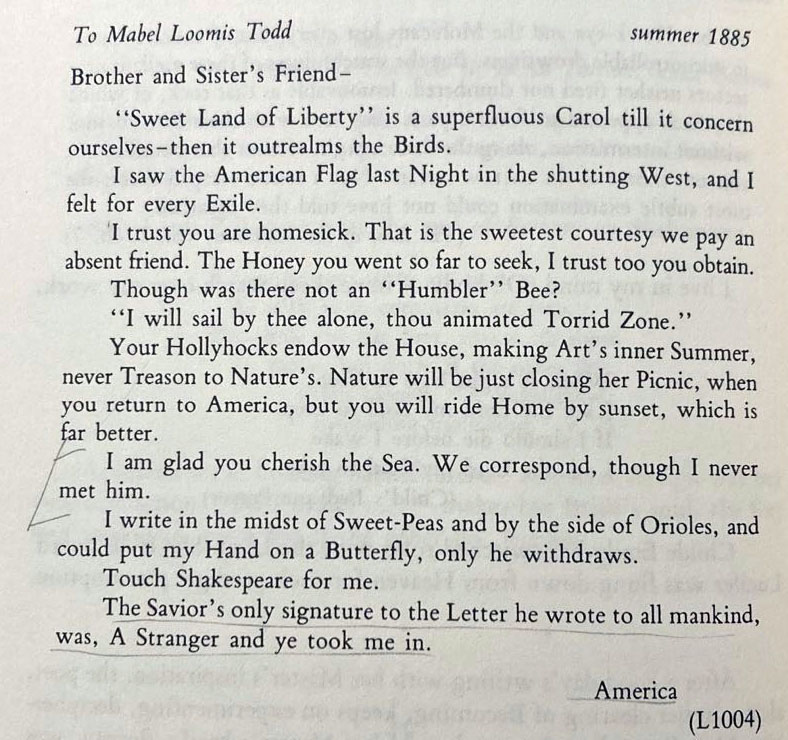 To Mabel Loomis Todd summer 1885
Brother and Sister's Friend–
"Sweet Land of Liberty" is a superfluous Carol till it concern
ourselves–then it outrealms the Birds.
I saw the American Flag last Night in the shutting West, and I
felt for every Exile.
I trust you are homesick. That is the sweetest courtesy we pay an
absent friend. The Honey you went so far to seek, I trust too you obtain.
Though was there not an "Humbler" Bee?
"I will sail by thee alone, thou animated Torrid Zone."
Your Hollyhocks endow the House, making Art's inner Summer,
never Treason to Nature's. Nature will be just closing her Picnic, when
you return to America, but you will ride Home by sunset, which is
far better.
I am glad you cherish the Sea. We correspond, though I never
met him.
I write in the midst of Sweet-Peas and by the side of Orioles, and
could put my Hand on a Butterfly, only he withdraws.
Touch Shakespeare for me.
The Savior's only signature to the Letter he wrote to all mankind,
was, A Stranger and ye took me in.
America
(L1004)